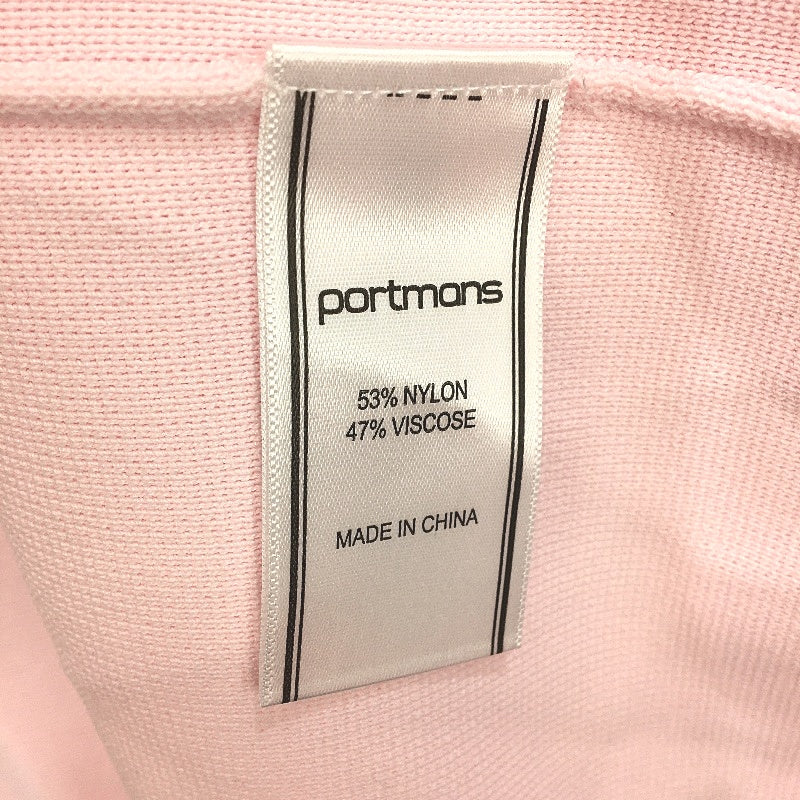 portmans
53% NYLON
47% VISCOSE
MADE IN CHINA